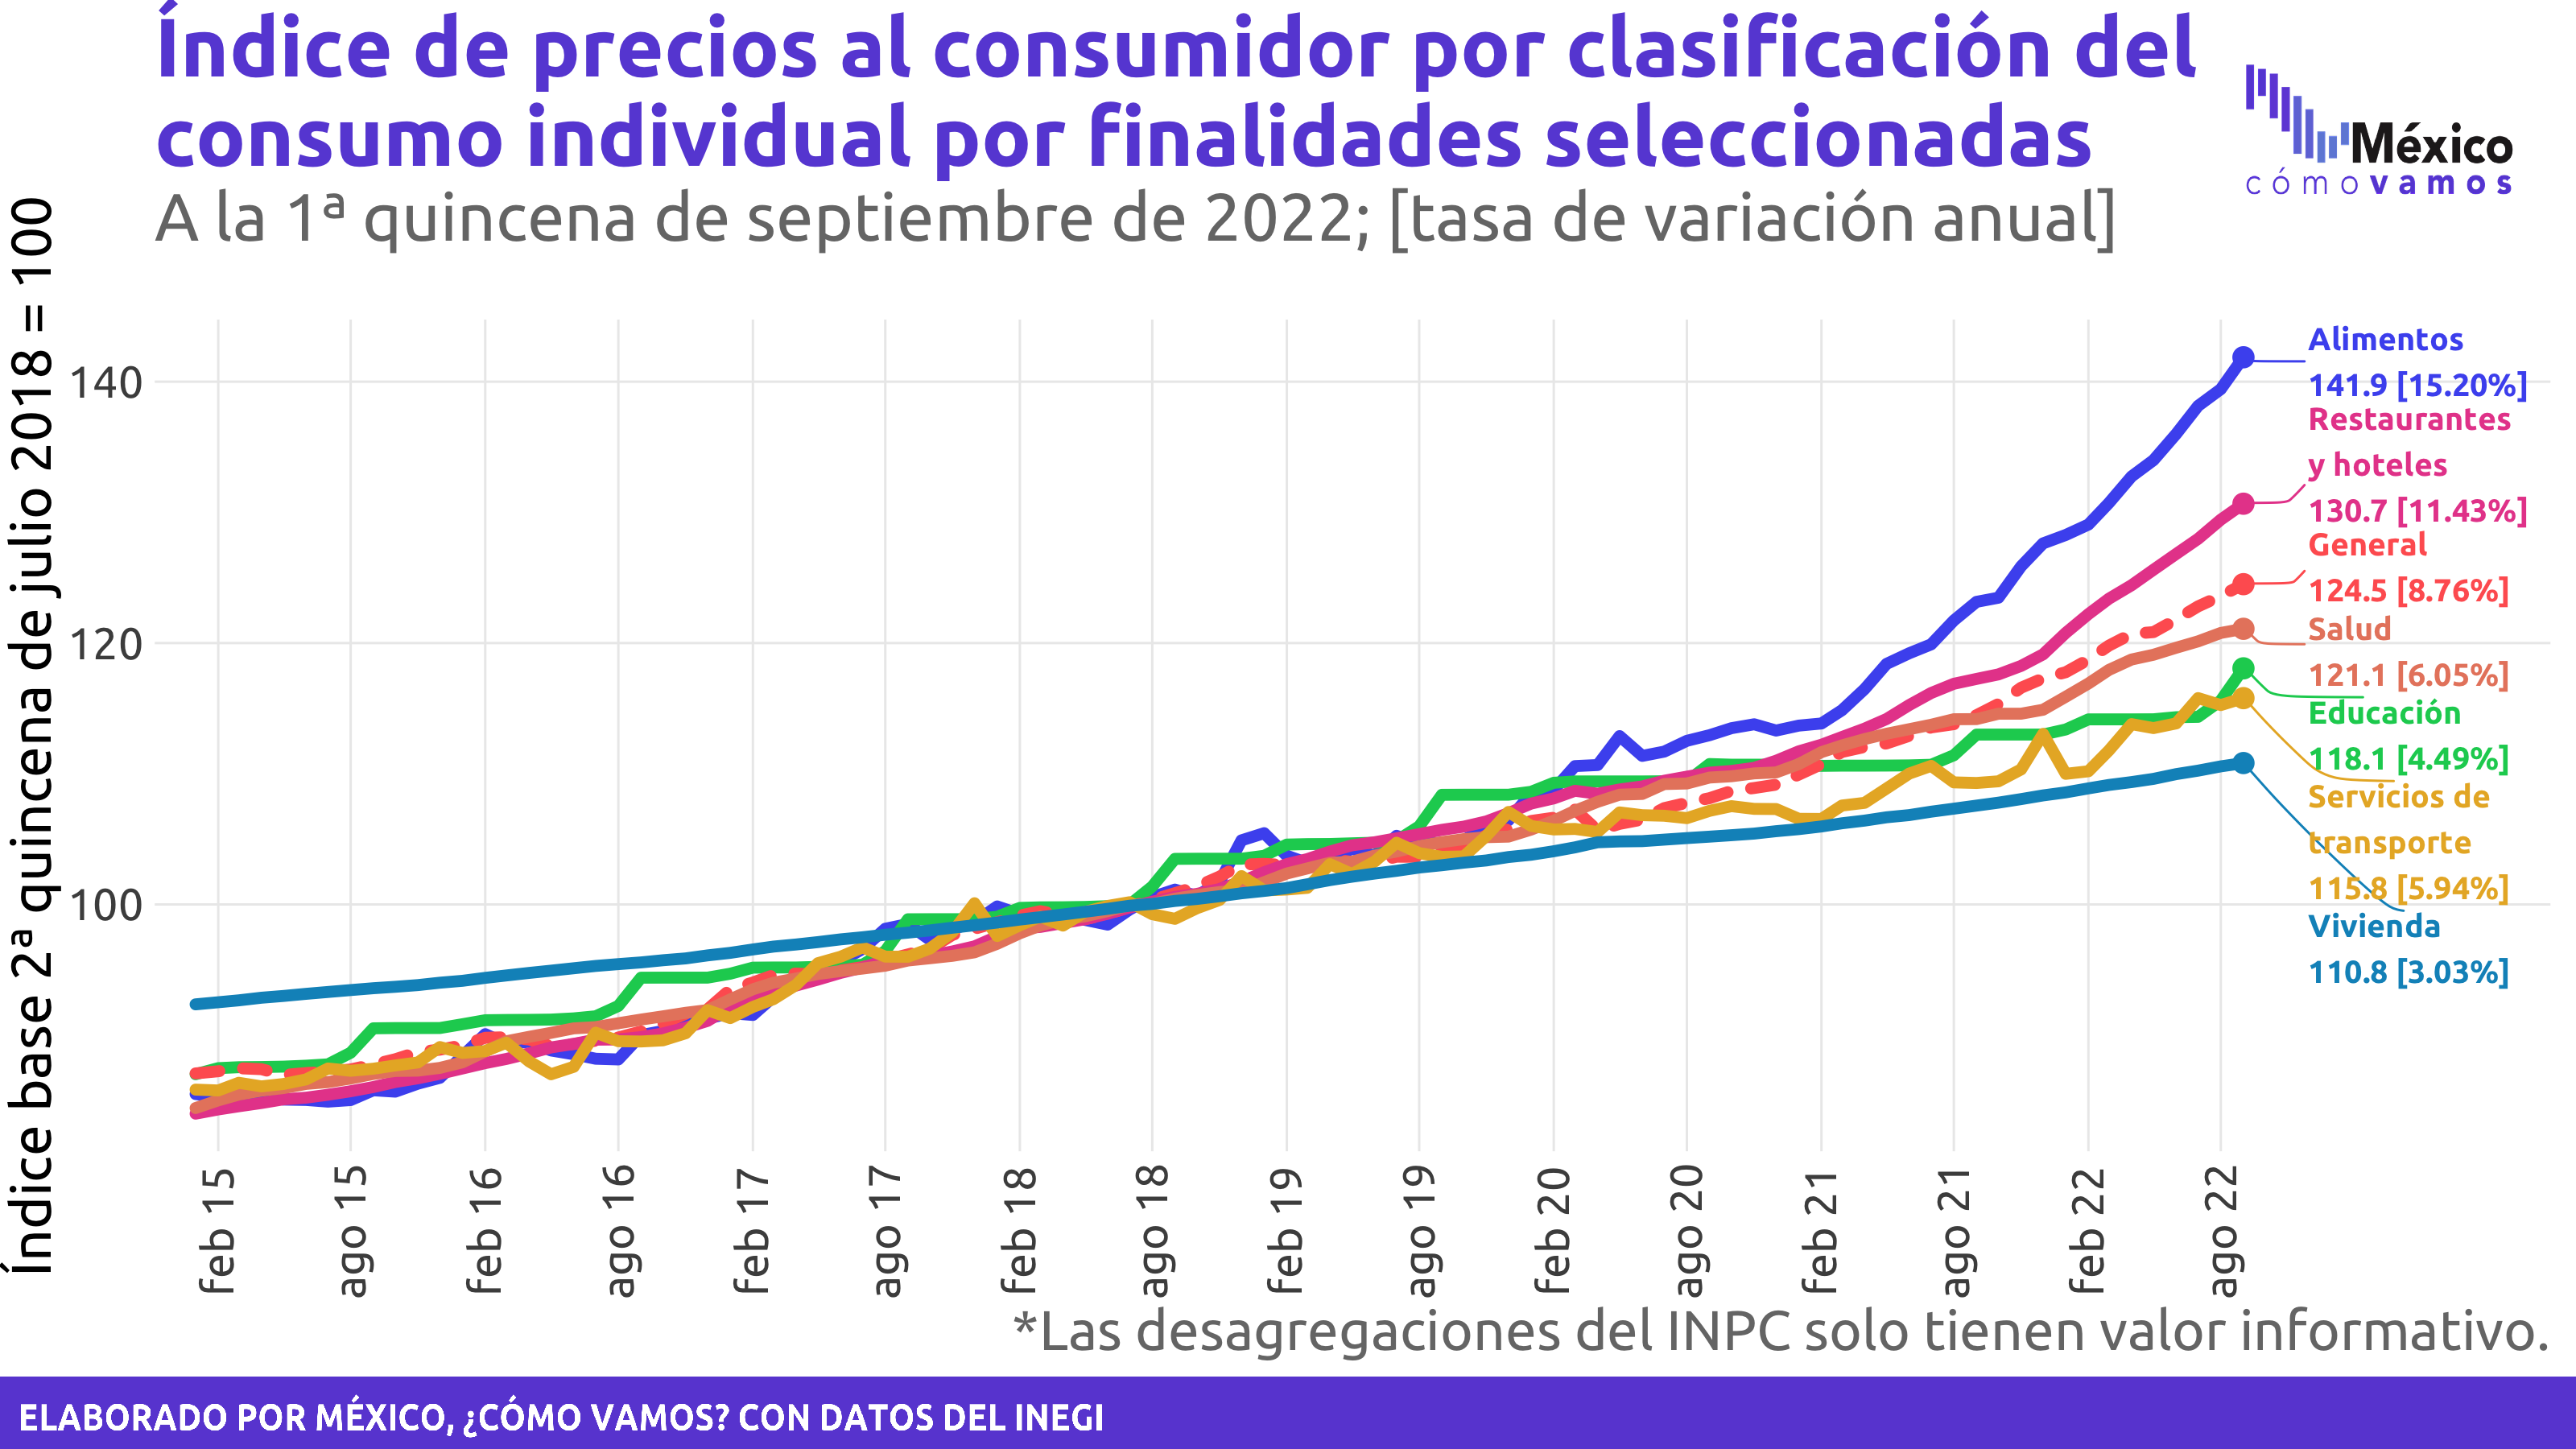 Índice de precios al consumidor por clasificación del
consumo individual por finalidades seleccionadas
A la 1ª quincena de septiembre de 2022; [tasa de variación anual]
México
cómo vamos
Índice base 2ª quincena de julio 2018 = 100
140
120
100
Alimentos
141.9 [15.20%]
Restaurantes
y hoteles
130.7 [11.43%]
General
124.5 [8.76%]
Salud
121.1 [6.05%]
Educación
118.1 [4.49%]
Servicios de
transporte
115.8 [5.94%]
Vivienda
110.8 [3.03%]
feb 15
ago 15
feb 16
ago 16
feb 17
ago 17
feb 18
ago 18
feb 19
ago 19
feb 20
ago 20
feb 21
ago 21
feb 22
ago 22
*Las desagregaciones del INPC solo tienen valor informativo.
ELABORADO POR MÉXICO, ¿CÓMO VAMOS? CON DATOS DEL INEGI